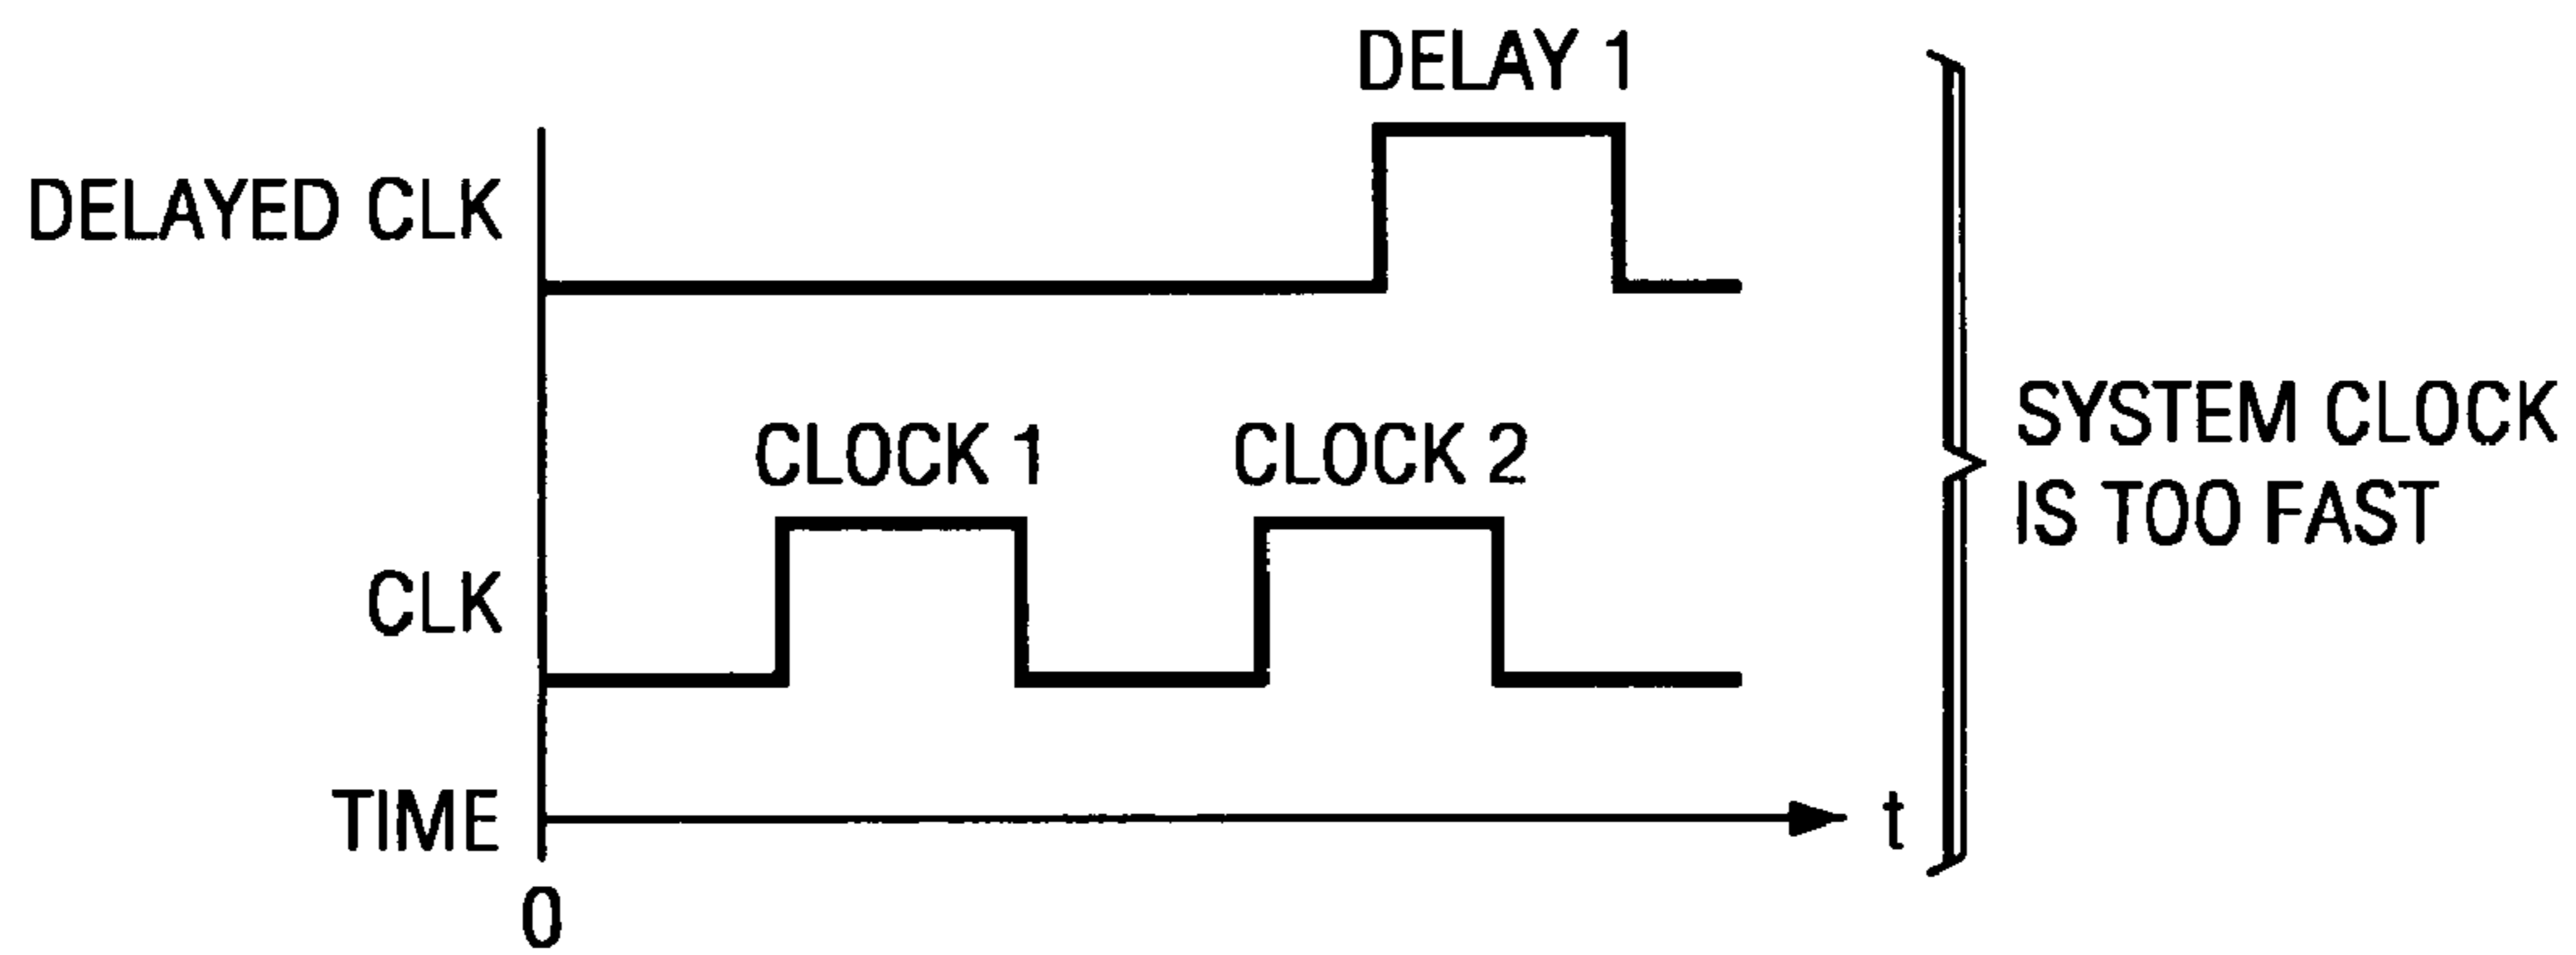 DELAY 1
DELAYED CLK
CLOCK 1
CLOCK 2
CLK
SYSTEM CLOCK
IS TOO FAST
TIME
t
0